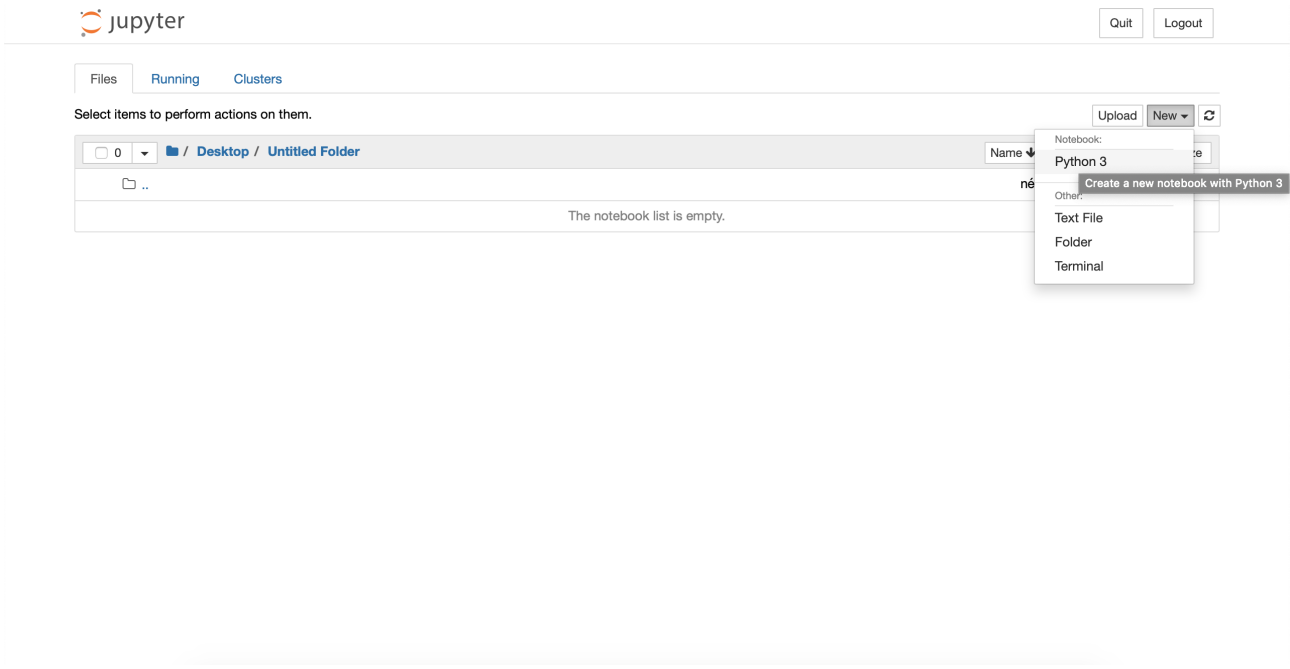 jupyter
Quit Logout
Files Running Clusters
Select items to perform actions on them.
Upload New
0 / Desktop / Untitled Folder
Name
Notebook:
Python 3
Create a new notebook with Python 3
..
The notebook list is empty.
Other:
Text File
Folder
Terminal